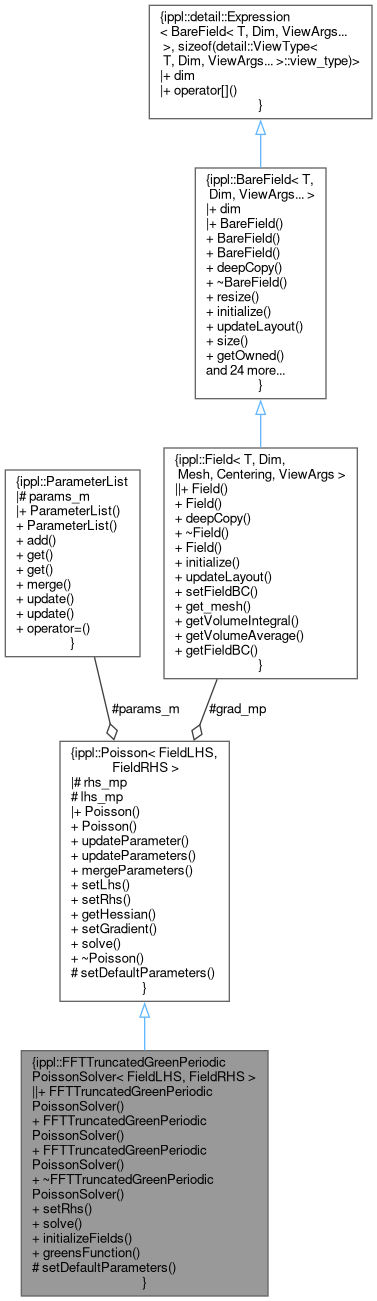 {ippl::detail::Expression
< BareField< T, Dim, ViewArgs...
 >, sizeof(detail::ViewType<
 T, Dim, ViewArgs... >::view_type)>
|+ dim
|+ operator[]()
}
{ippl::BareField< T,
 Dim, ViewArgs... >
|+ dim
|+ BareField()
+ BareField()
+ BareField()
+ deepCopy()
+ ~BareField()
+ resize()
+ initialize()
+ updateLayout()
+ size()
+ getOwned()
and 24 more...
}
{ippl::Field< T, Dim,
 Mesh, Centering, ViewArgs >
||+ Field()
+ Field()
+ deepCopy()
+ ~Field()
+ Field()
+ initialize()
+ updateLayout()
+ setFieldBC()
+ get_mesh()
+ getVolumeIntegral()
+ getVolumeAverage()
+ getFieldBC()
}
{ippl::ParameterList
|# params_m
|+ ParameterList()
+ ParameterList()
+ add()
+ get()
+ get()
+ merge()
+ update()
+ update()
+ operator=()
}
#params_m
#grad_mp
{ippl::Poisson< FieldLHS,
 FieldRHS >
|# rhs_mp
# lhs_mp
|+ Poisson()
+ Poisson()
+ updateParameter()
+ updateParameters()
+ mergeParameters()
+ setLhs()
+ setRhs()
+ getHessian()
+ setGradient()
+ solve()
+ ~Poisson()
# setDefaultParameters()
}
{ippl::FFTTruncatedGreenPeriodic
PoissonSolver< FieldLHS, FieldRHS >
||+ FFTTruncatedGreenPeriodic
PoissonSolver()
+ FFTTruncatedGreenPeriodic
PoissonSolver()
+ FFTTruncatedGreenPeriodic
PoissonSolver()
+ ~FFTTruncatedGreenPeriodic
PoissonSolver()
+ setRhs()
+ solve()
+ initializeFields()
+ greensFunction()
# setDefaultParameters()
}